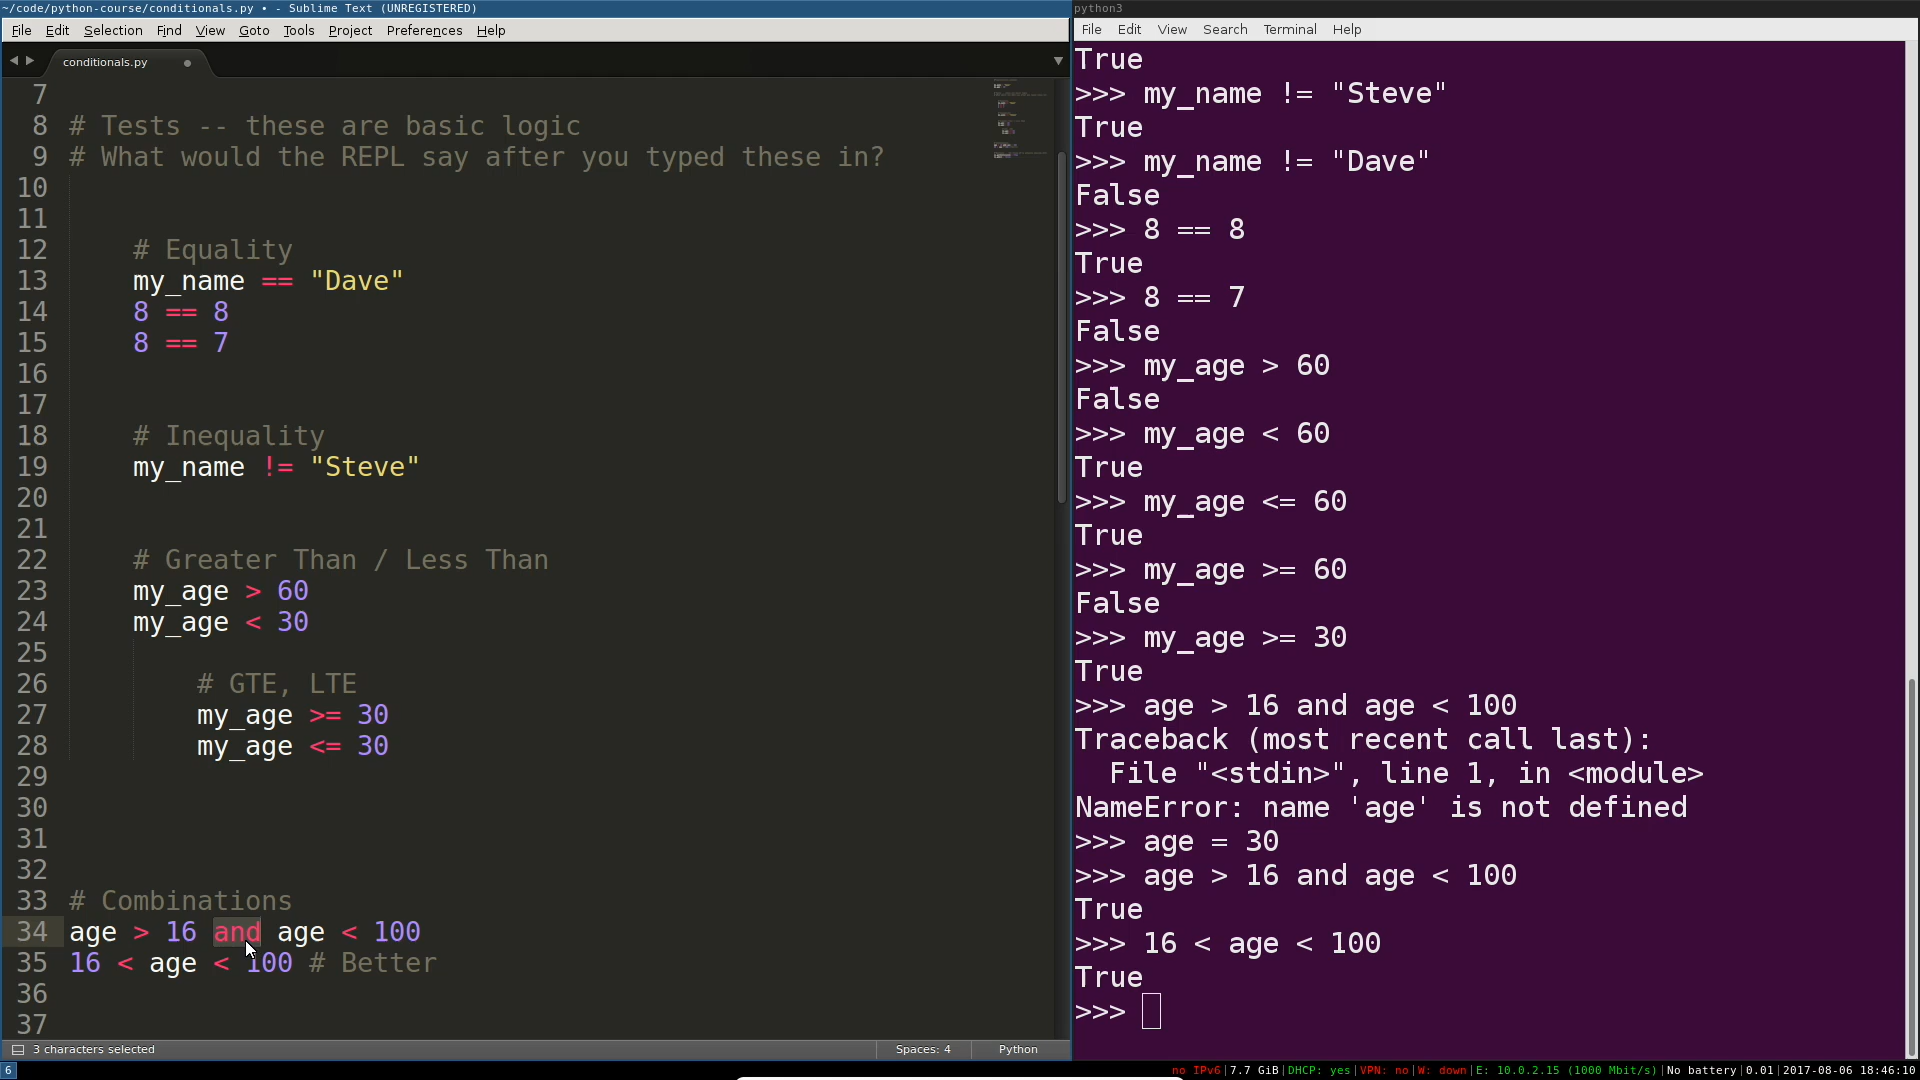 ~/code/python-course/conditionals.py • - Sublime Text (UNREGISTERED)
File Edit Selection Find View Goto Tools Project Preferences Help
conditionals.py
7
8 # Tests -- these are basic logic
9 # What would the REPL say after you typed these in?
10
11
12 # Equality
13 my_name == "Dave"
14 8 == 8
15 8 == 7
16
17
18 # Inequality
19 my_name != "Steve"
20
21
22 # Greater Than / Less Than
23 my_age > 60
24 my_age < 30
25
26 # GTE, LTE
27 my_age >= 30
28 my_age <= 30
29
30
31
32
33 # Combinations
34 age > 16 and age < 100
35 16 < age < 100 # Better
36
37
3 characters selected
Spaces: 4
Python
python3
File Edit View Search Terminal Help
True
>>> my_name != "Steve"
True
>>> my_name != "Dave"
False
>>> 8 == 8
True
>>> 8 == 7
False
>>> my_age > 60
False
>>> my_age < 60
True
>>> my_age <= 60
True
>>> my_age >= 60
False
>>> my_age >= 30
True
>>> age > 16 and age < 100
Traceback (most recent call last):
  File "<stdin>", line 1, in <module>
NameError: name 'age' is not defined
>>> age = 30
>>> age > 16 and age < 100
True
>>> 16 < age < 100
True
>>>
6
no IPv6|7.7 GiB|DHCP: yes|VPN: no|W: down|E: 10.0.2.15 (1000 Mbit/s)|No battery|0.01|2017-08-06 18:46:10